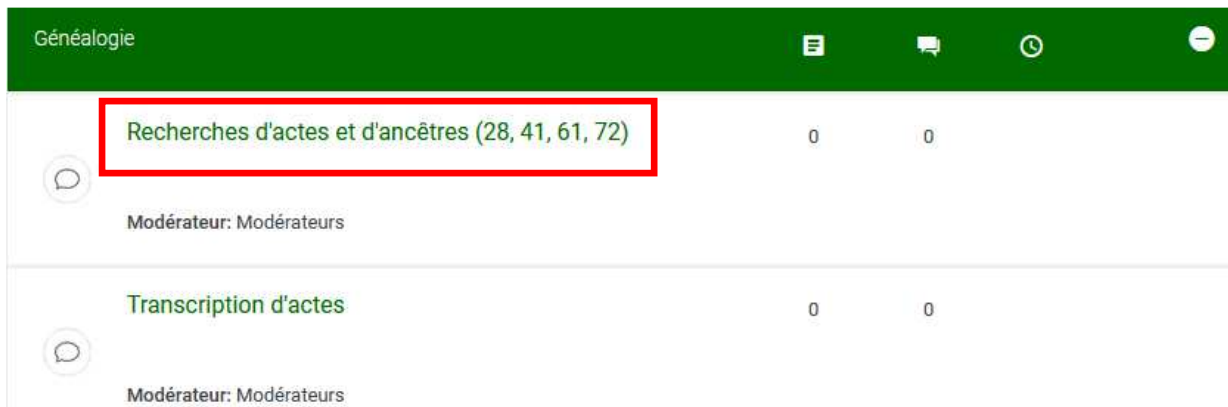 Généalogie
Recherches d'actes et d'ancêtres (28, 41, 61, 72) 0 0
Modérateur: Modérateurs
Transcription d'actes 0 0
Modérateur: Modérateurs